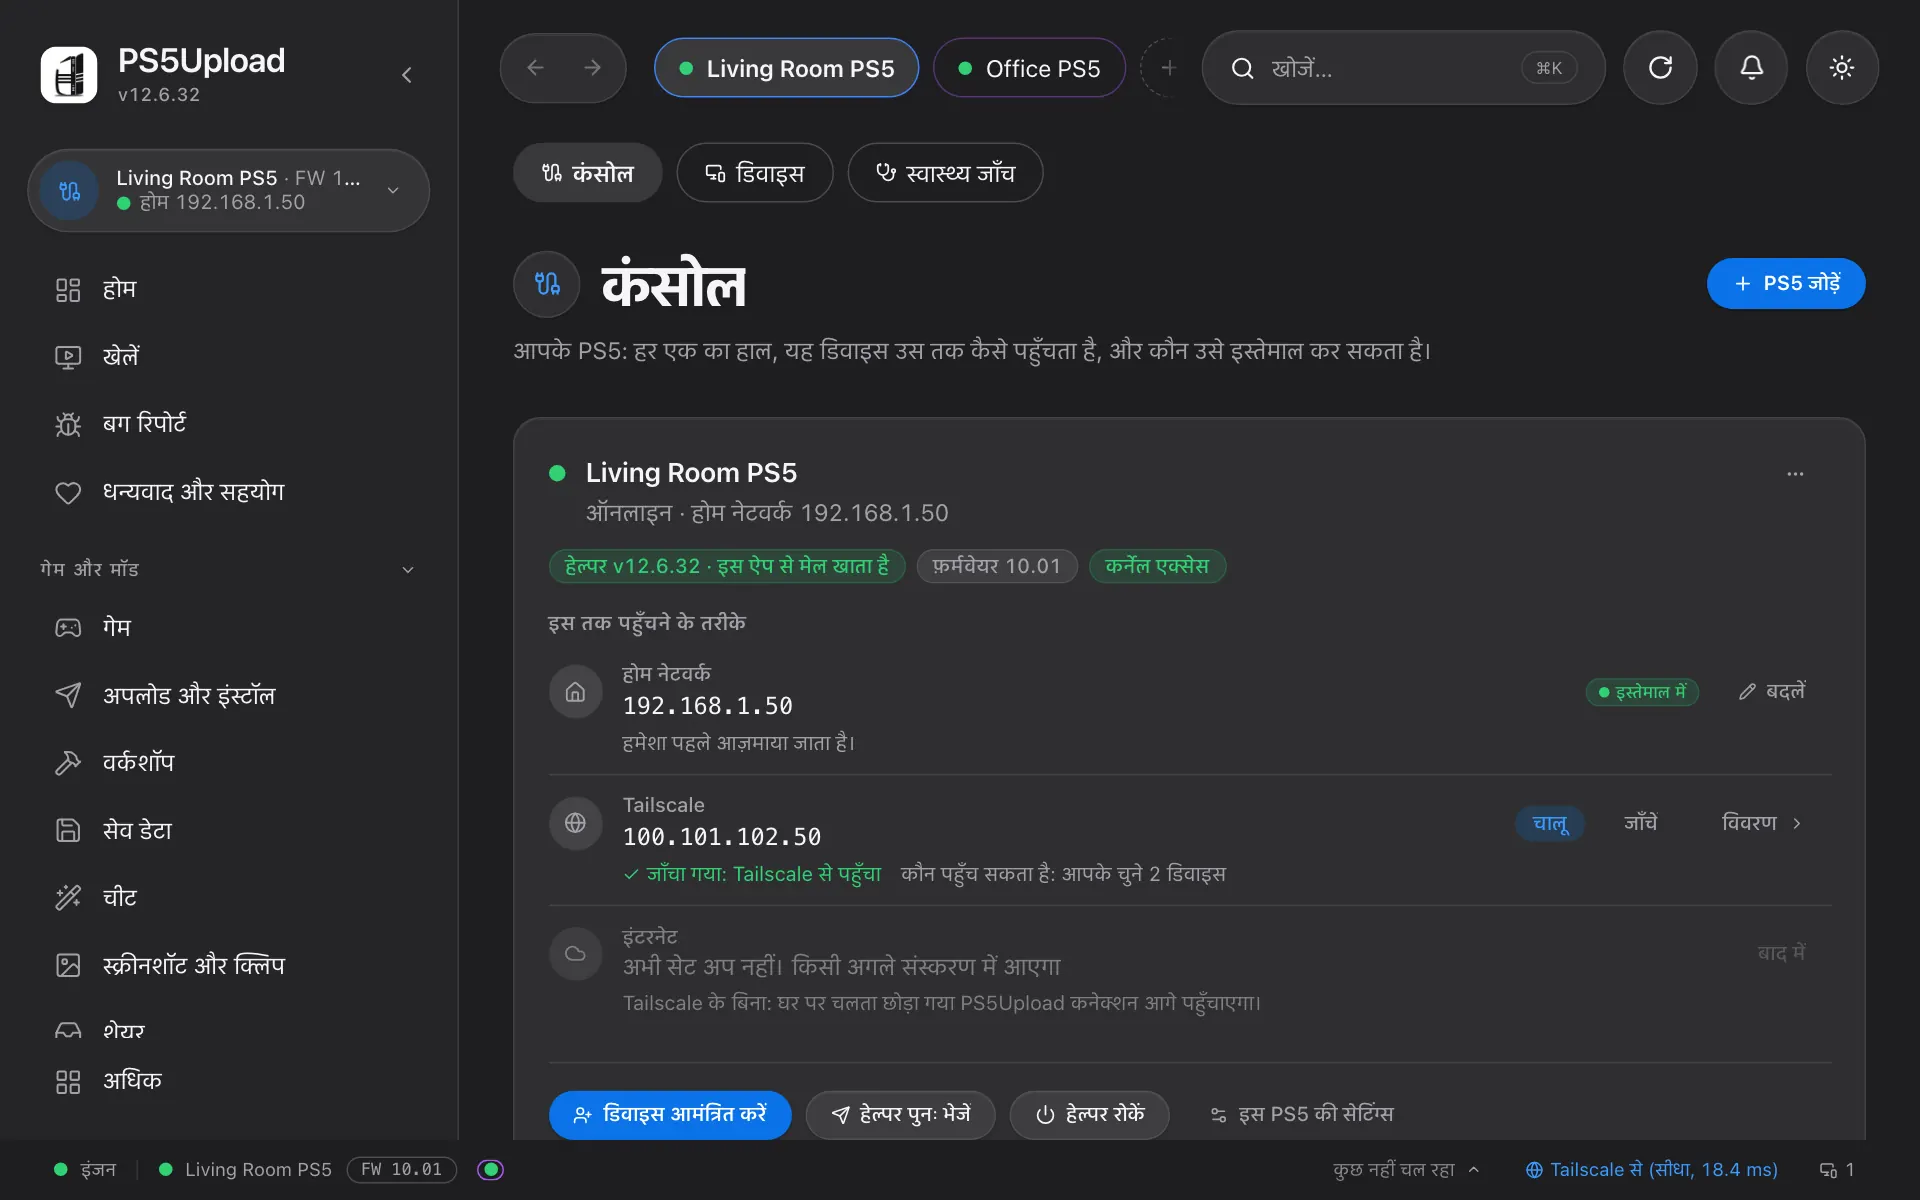 PS5Upload
v12.6.32
Living Room PS5 · FW 1...
होम 192.168.1.50
होम
खेलें
बग रिपोर्ट
धन्यवाद और सहयोग
गेम और मॉड
गेम
अपलोड और इंस्टॉल
वर्कशॉप
सेव डेटा
चीट
स्क्रीनशॉट और क्लिप
शेयर
अधिक
Living Room PS5
Office PS5
खोजें...
⌘K
कंसोल
डिवाइस
स्वास्थ्य जाँच
कंसोल
PS5 जोड़ें
आपके PS5: हर एक का हाल, यह डिवाइस उस तक कैसे पहुँचता है, और कौन उसे इस्तेमाल कर सकता है।
Living Room PS5
ऑनलाइन · होम नेटवर्क 192.168.1.50
हेल्पर v12.6.32 · इस ऐप से मेल खाता है
फ़र्मवेयर 10.01
कर्नेल एक्सेस
इस तक पहुँचने के तरीके
होम नेटवर्क
192.168.1.50
हमेशा पहले आज़माया जाता है।
इस्तेमाल में
बदलें
Tailscale
100.101.102.50
जाँचा गया: Tailscale से पहुँचा कौन पहुँच सकता है: आपके चुने 2 डिवाइस
चालू
जाँचें
विवरण
इंटरनेट
अभी सेट अप नहीं। किसी अगले संस्करण में आएगा
Tailscale के बिना: घर पर चलता छोड़ा गया PS5Upload कनेक्शन आगे पहुँचाएगा।
बाद में
डिवाइस आमंत्रित करें
हेल्पर पुनः भेजें
हेल्पर रोकें
इस PS5 की सेटिंग्स
इंजन
Living Room PS5
FW 10.01
कुछ नहीं चल रहा
Tailscale से (सीधा, 18.4 ms)
1